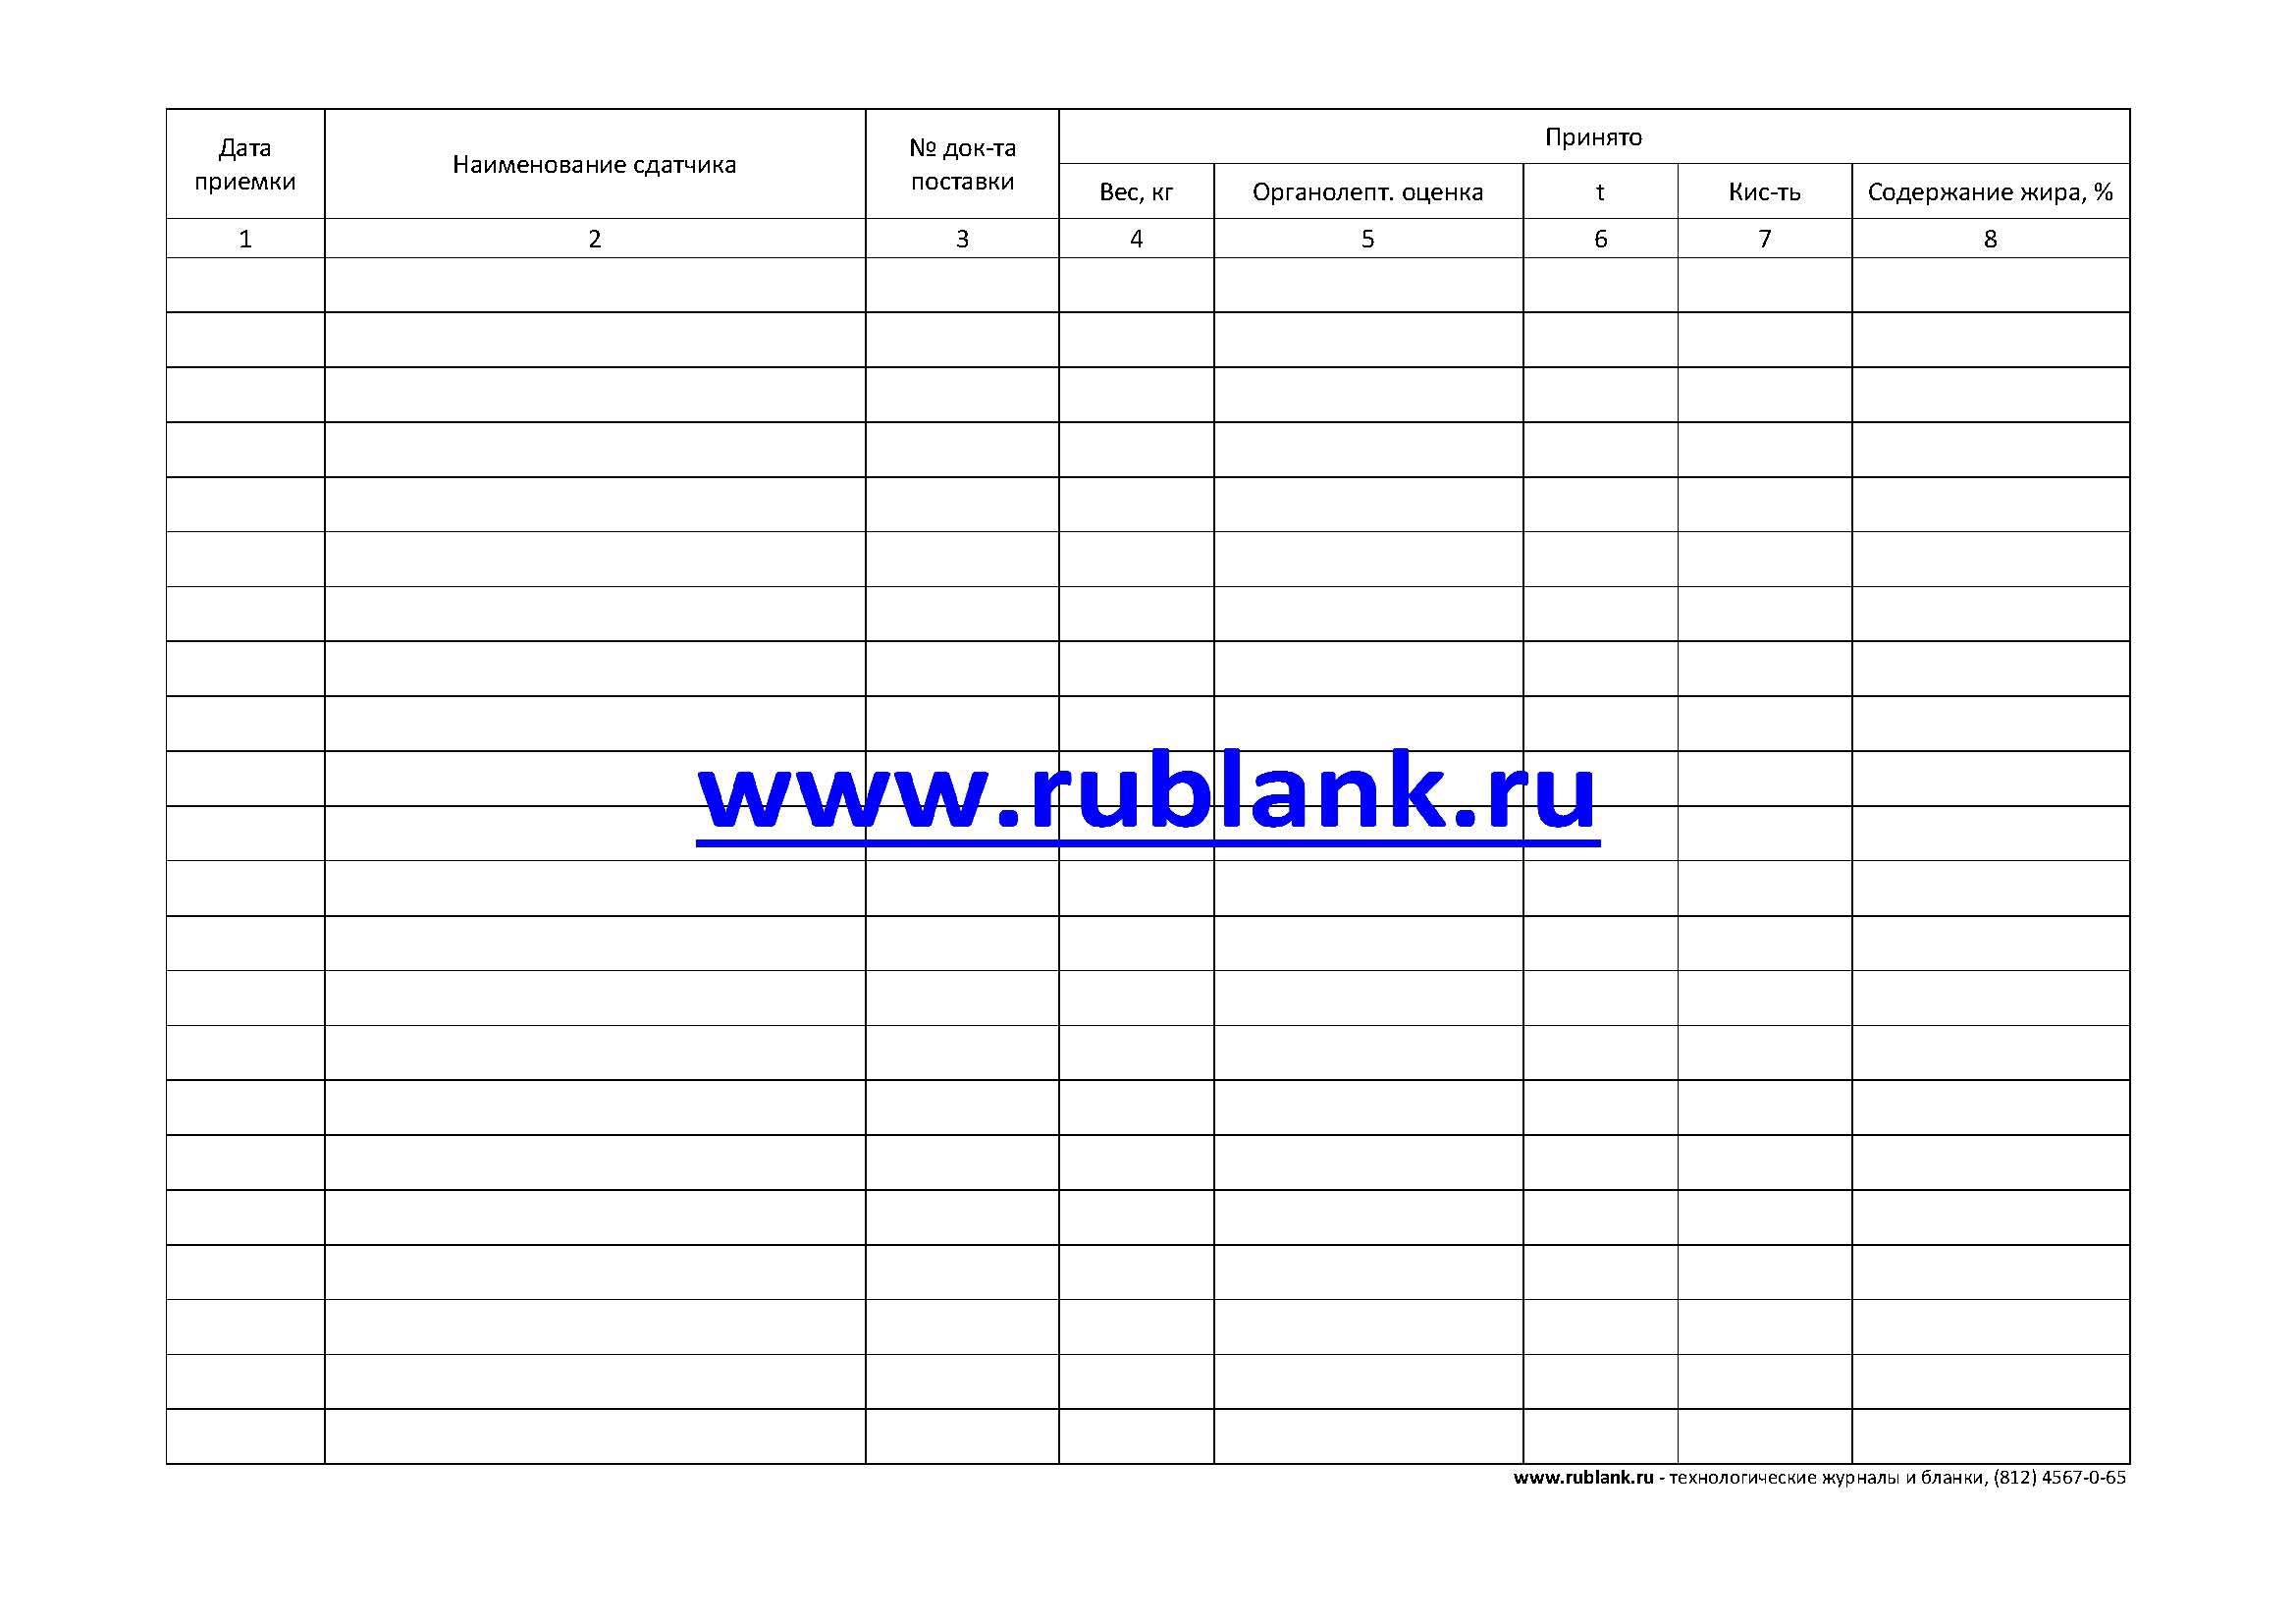 Дата
приемки
Наименование сдатчика
№ док-та
поставки
Принято
Вес, кг
Органолепт. оценка
t
Кис-ть
Содержание жира, %
1
2
3
4
5
6
7
8
www.rublank.ru
www.rublank.ru - технологические журналы и бланки, (812) 4567-0-65